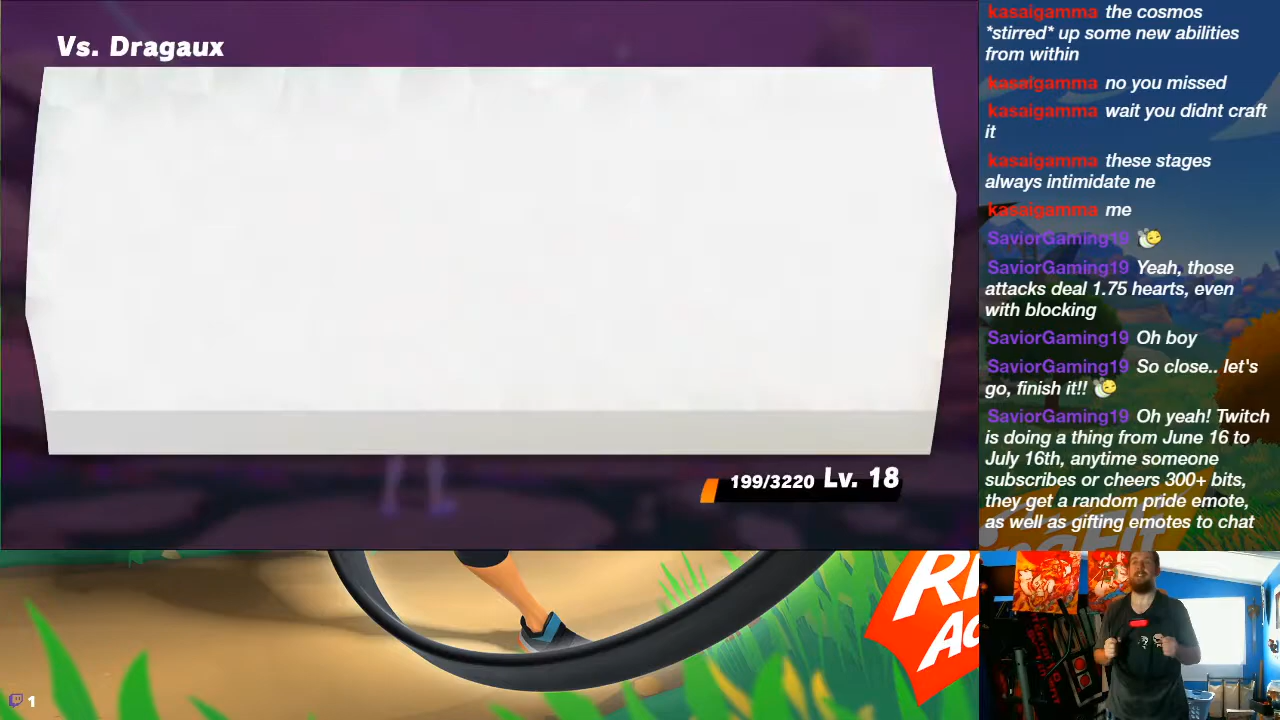 Vs. Dragaux
199/3220 Lv. 18
kasaigamma the cosmos
*stirred* up some new abilities
from within
kasaigamma no you missed
kasaigamma wait you didnt craft
it
kasaigamma these stages
always intimidate ne
kasaigamma me
SaviorGaming19
SaviorGaming19 Yeah, those
attacks deal 1.75 hearts, even
with blocking
SaviorGaming19 Oh boy
SaviorGaming19 So close.. let's
go, finish it!!
SaviorGaming19 Oh yeah! Twitch
is doing a thing from June 16 to
July 16th, anytime someone
subscribes or cheers 300+ bits,
they get a random pride emote,
as well as gifting emotes to chat
1